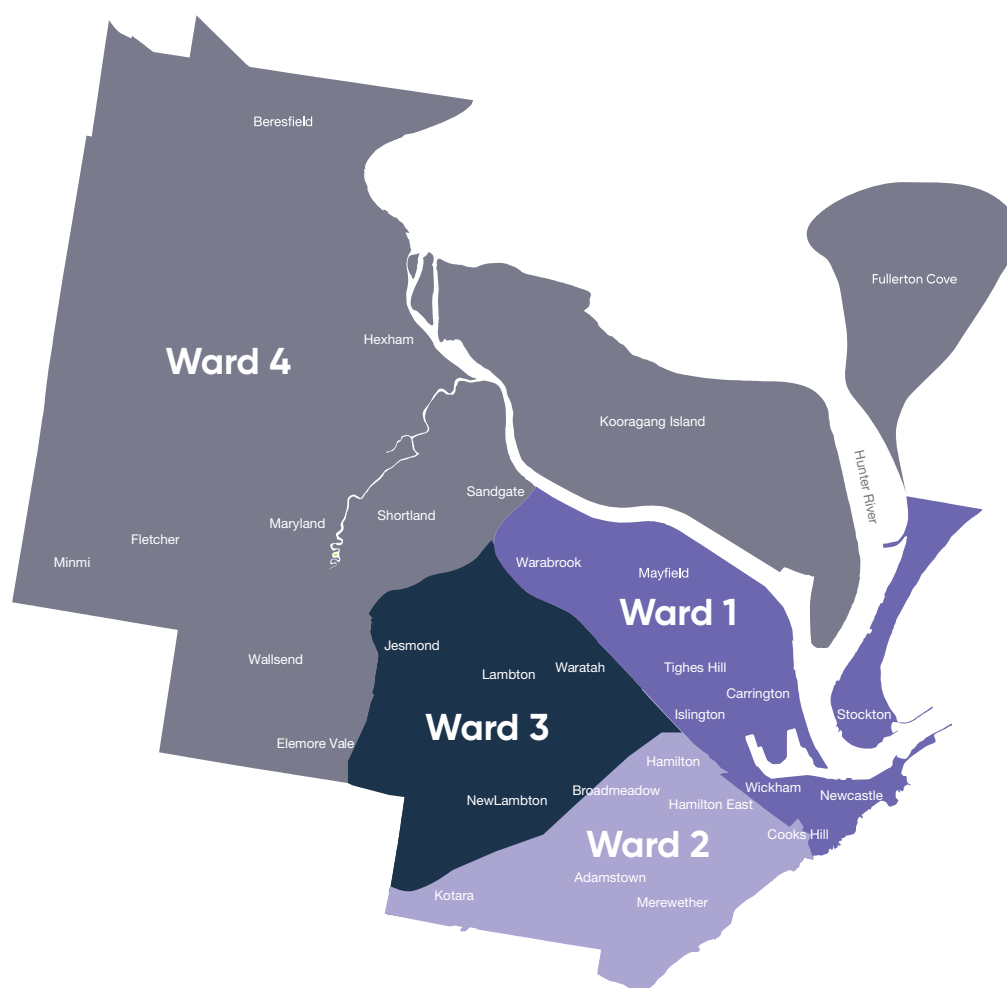 Beresfield
Fullerton Cove
Hexham
Ward 4
Kooragang Island
Hunter River
Sandgate
Shortland
Maryland
Fletcher
Minmi
Warabrook
Mayfield
Ward 1
Jesmond
Wallsend
Lambton
Waratah
Tighes Hill
Carrington
Islington
Stockton
Ward 3
Elemore Vale
Hamilton
Wickham
Newcastle
NewLambton
Broadmeadow
Hamilton East
Cooks Hill
Ward 2
Adamstown
Kotara
Merewether